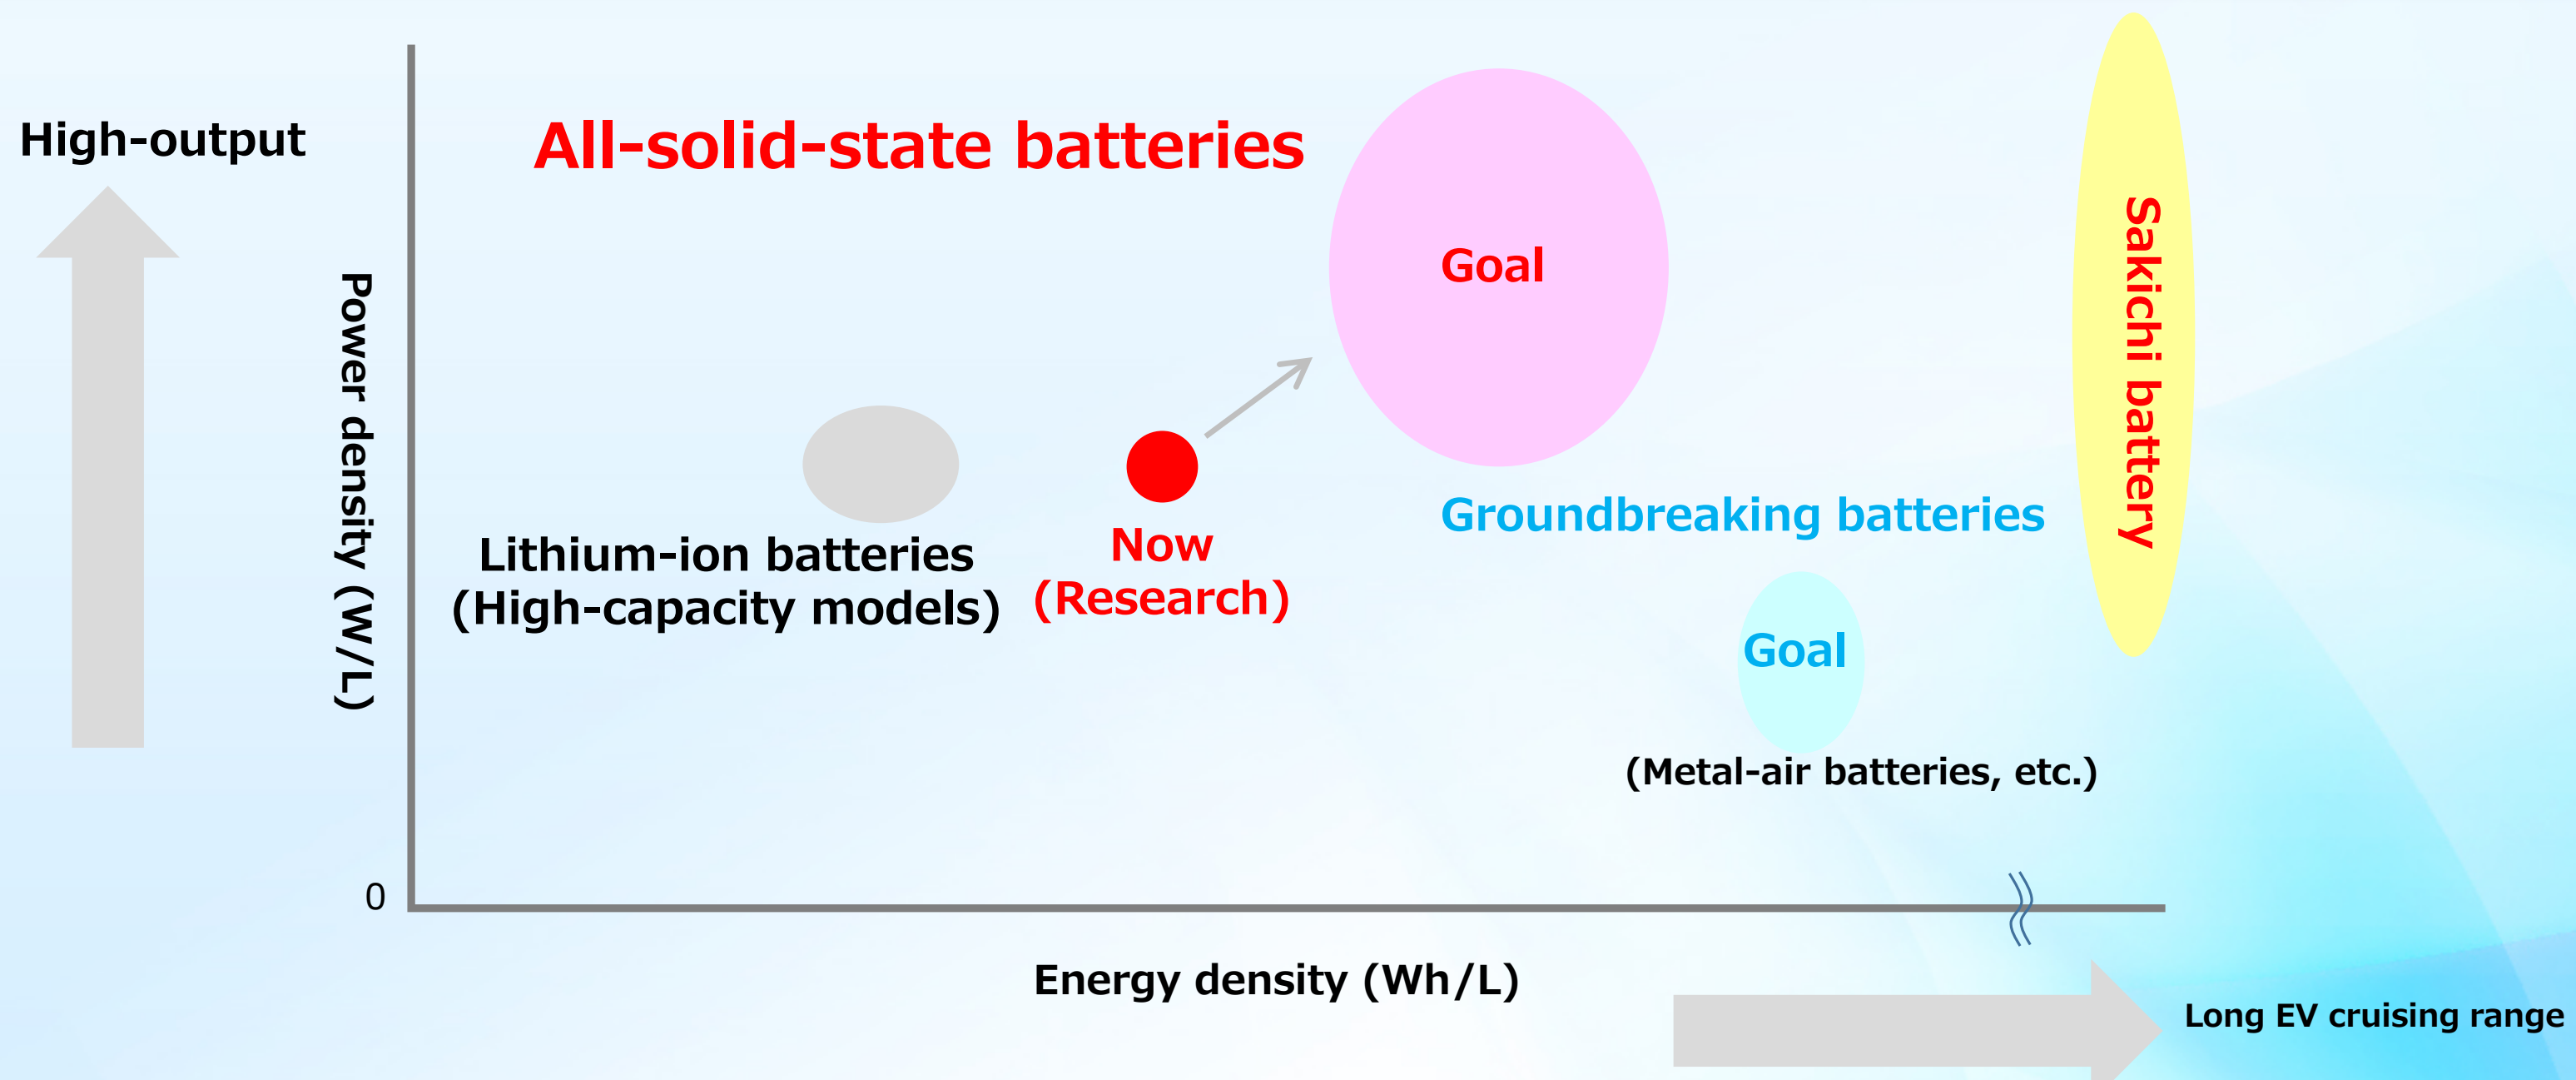 High-output
All-solid-state batteries
Goal
Sakichi battery
Power density (W/L)
Lithium-ion batteries
(High-capacity models)
Now
(Research)
Groundbreaking batteries
Goal
(Metal-air batteries, etc.)
0
Energy density (Wh/L)
Long EV cruising range